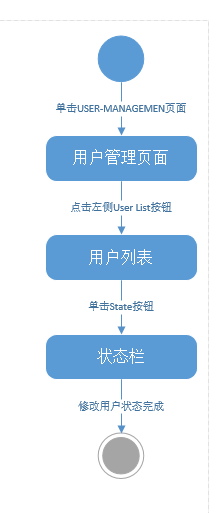 单击USER-MANAGEMEN页面
用户管理页面
点击左侧User List按钮
用户列表
单击State按钮
状态栏
修改用户状态完成